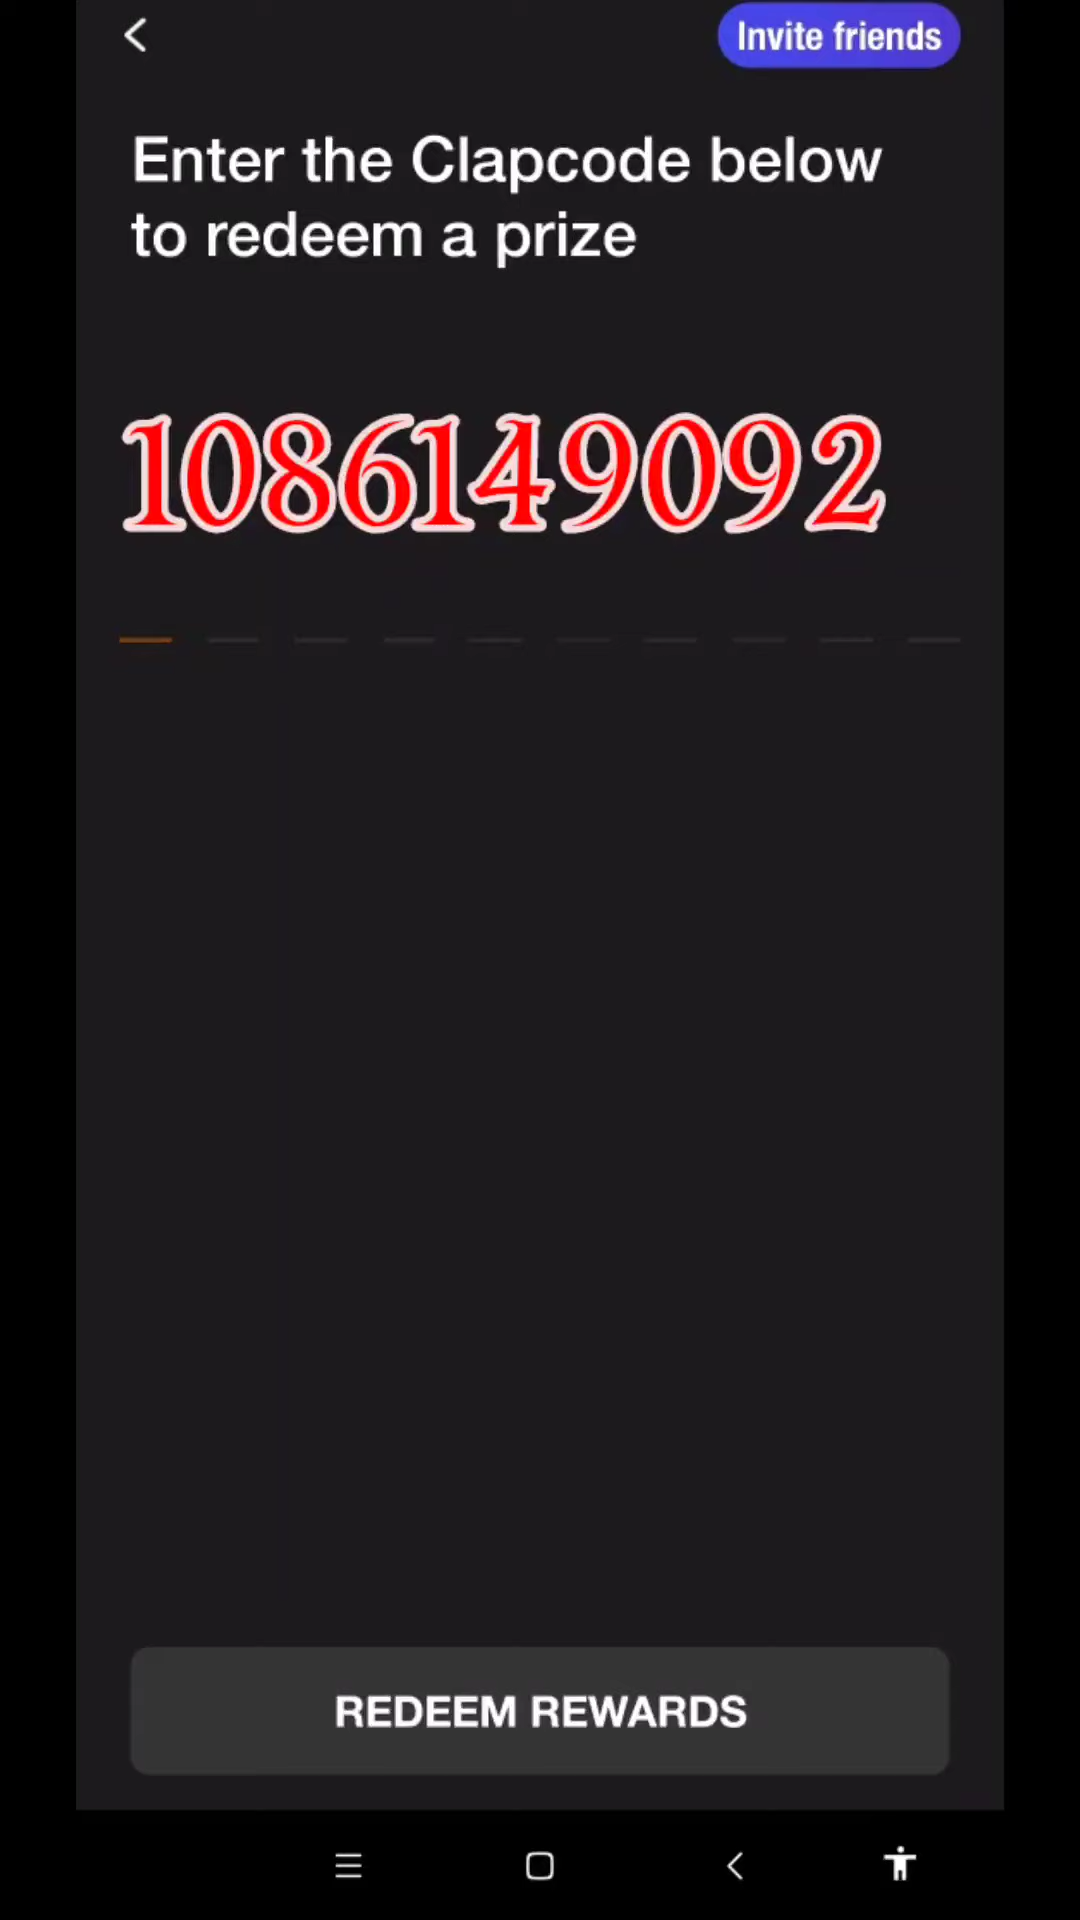 Invite friends
Enter the Clapcode below
to redeem a prize
1086149092
REDEEM REWARDS